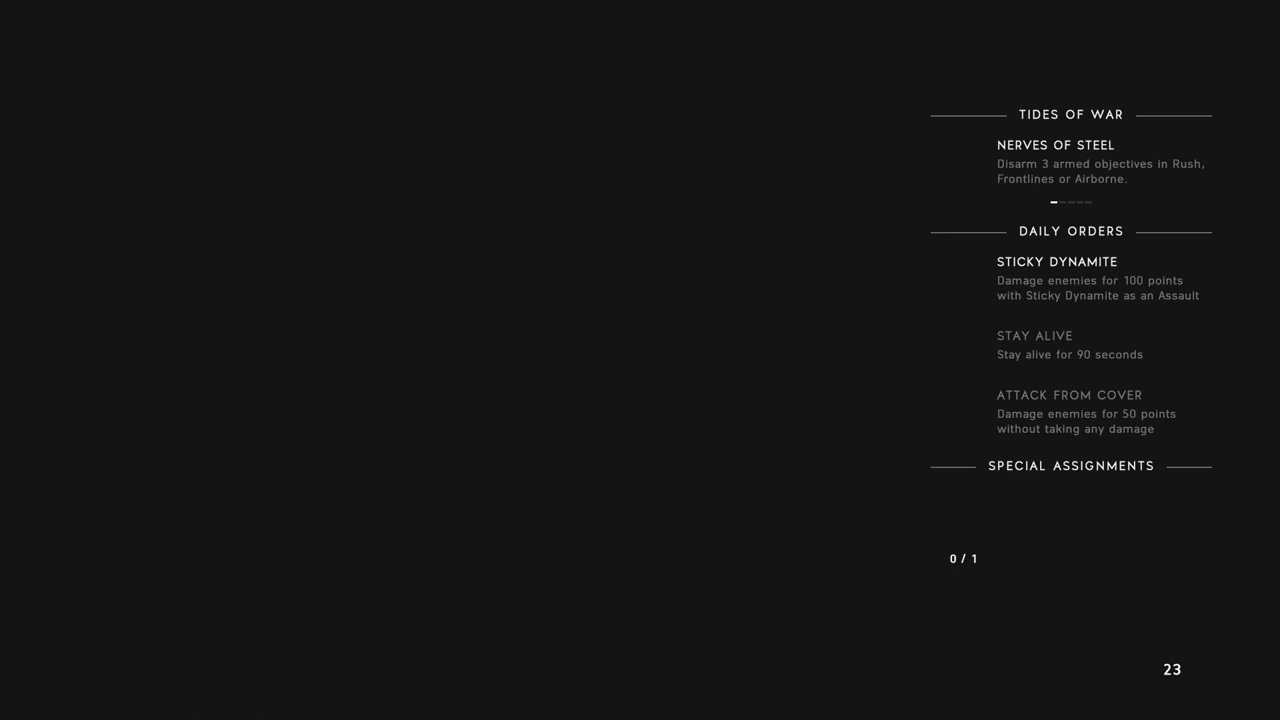 TIDES OF WAR
NERVES OF STEEL
Disarm 3 armed objectives in Rush,
Frontlines or Airborne.
DAILY ORDERS
STICKY DYNAMITE
Damage enemies for 100 points
with Sticky Dynamite as an Assault
STAY ALIVE
Stay alive for 90 seconds
ATTACK FROM COVER
Damage enemies for 50 points
without taking any damage
SPECIAL ASSIGNMENTS
0 / 1
23